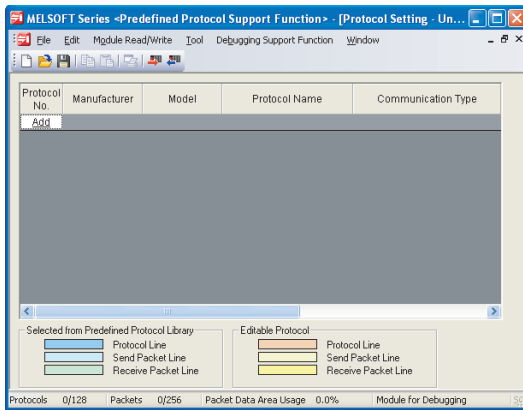 MELSOFT Series <Predefined Protocol Support Function> - [Protocol Setting - Un...
File Edit Module Read/Write Tool Debugging Support Function Window
Protocol No. Manufacturer Model Protocol Name Communication Type
Add
Selected from Predefined Protocol Library Editable Protocol
Protocol Line Protocol Line
Send Packet Line Send Packet Line
Receive Packet Line Receive Packet Line
Protocols 0/128 Packets 0/256 Packet Data Area Usage 0.0% Module for Debugging